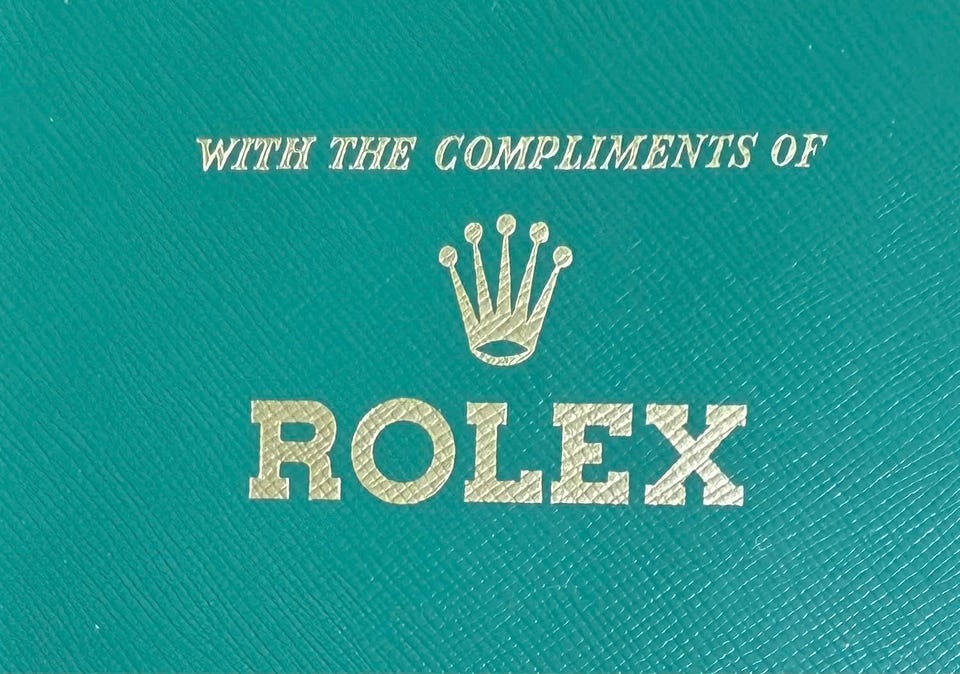 WITH THE COMPLIMENTS OF
ROLEX